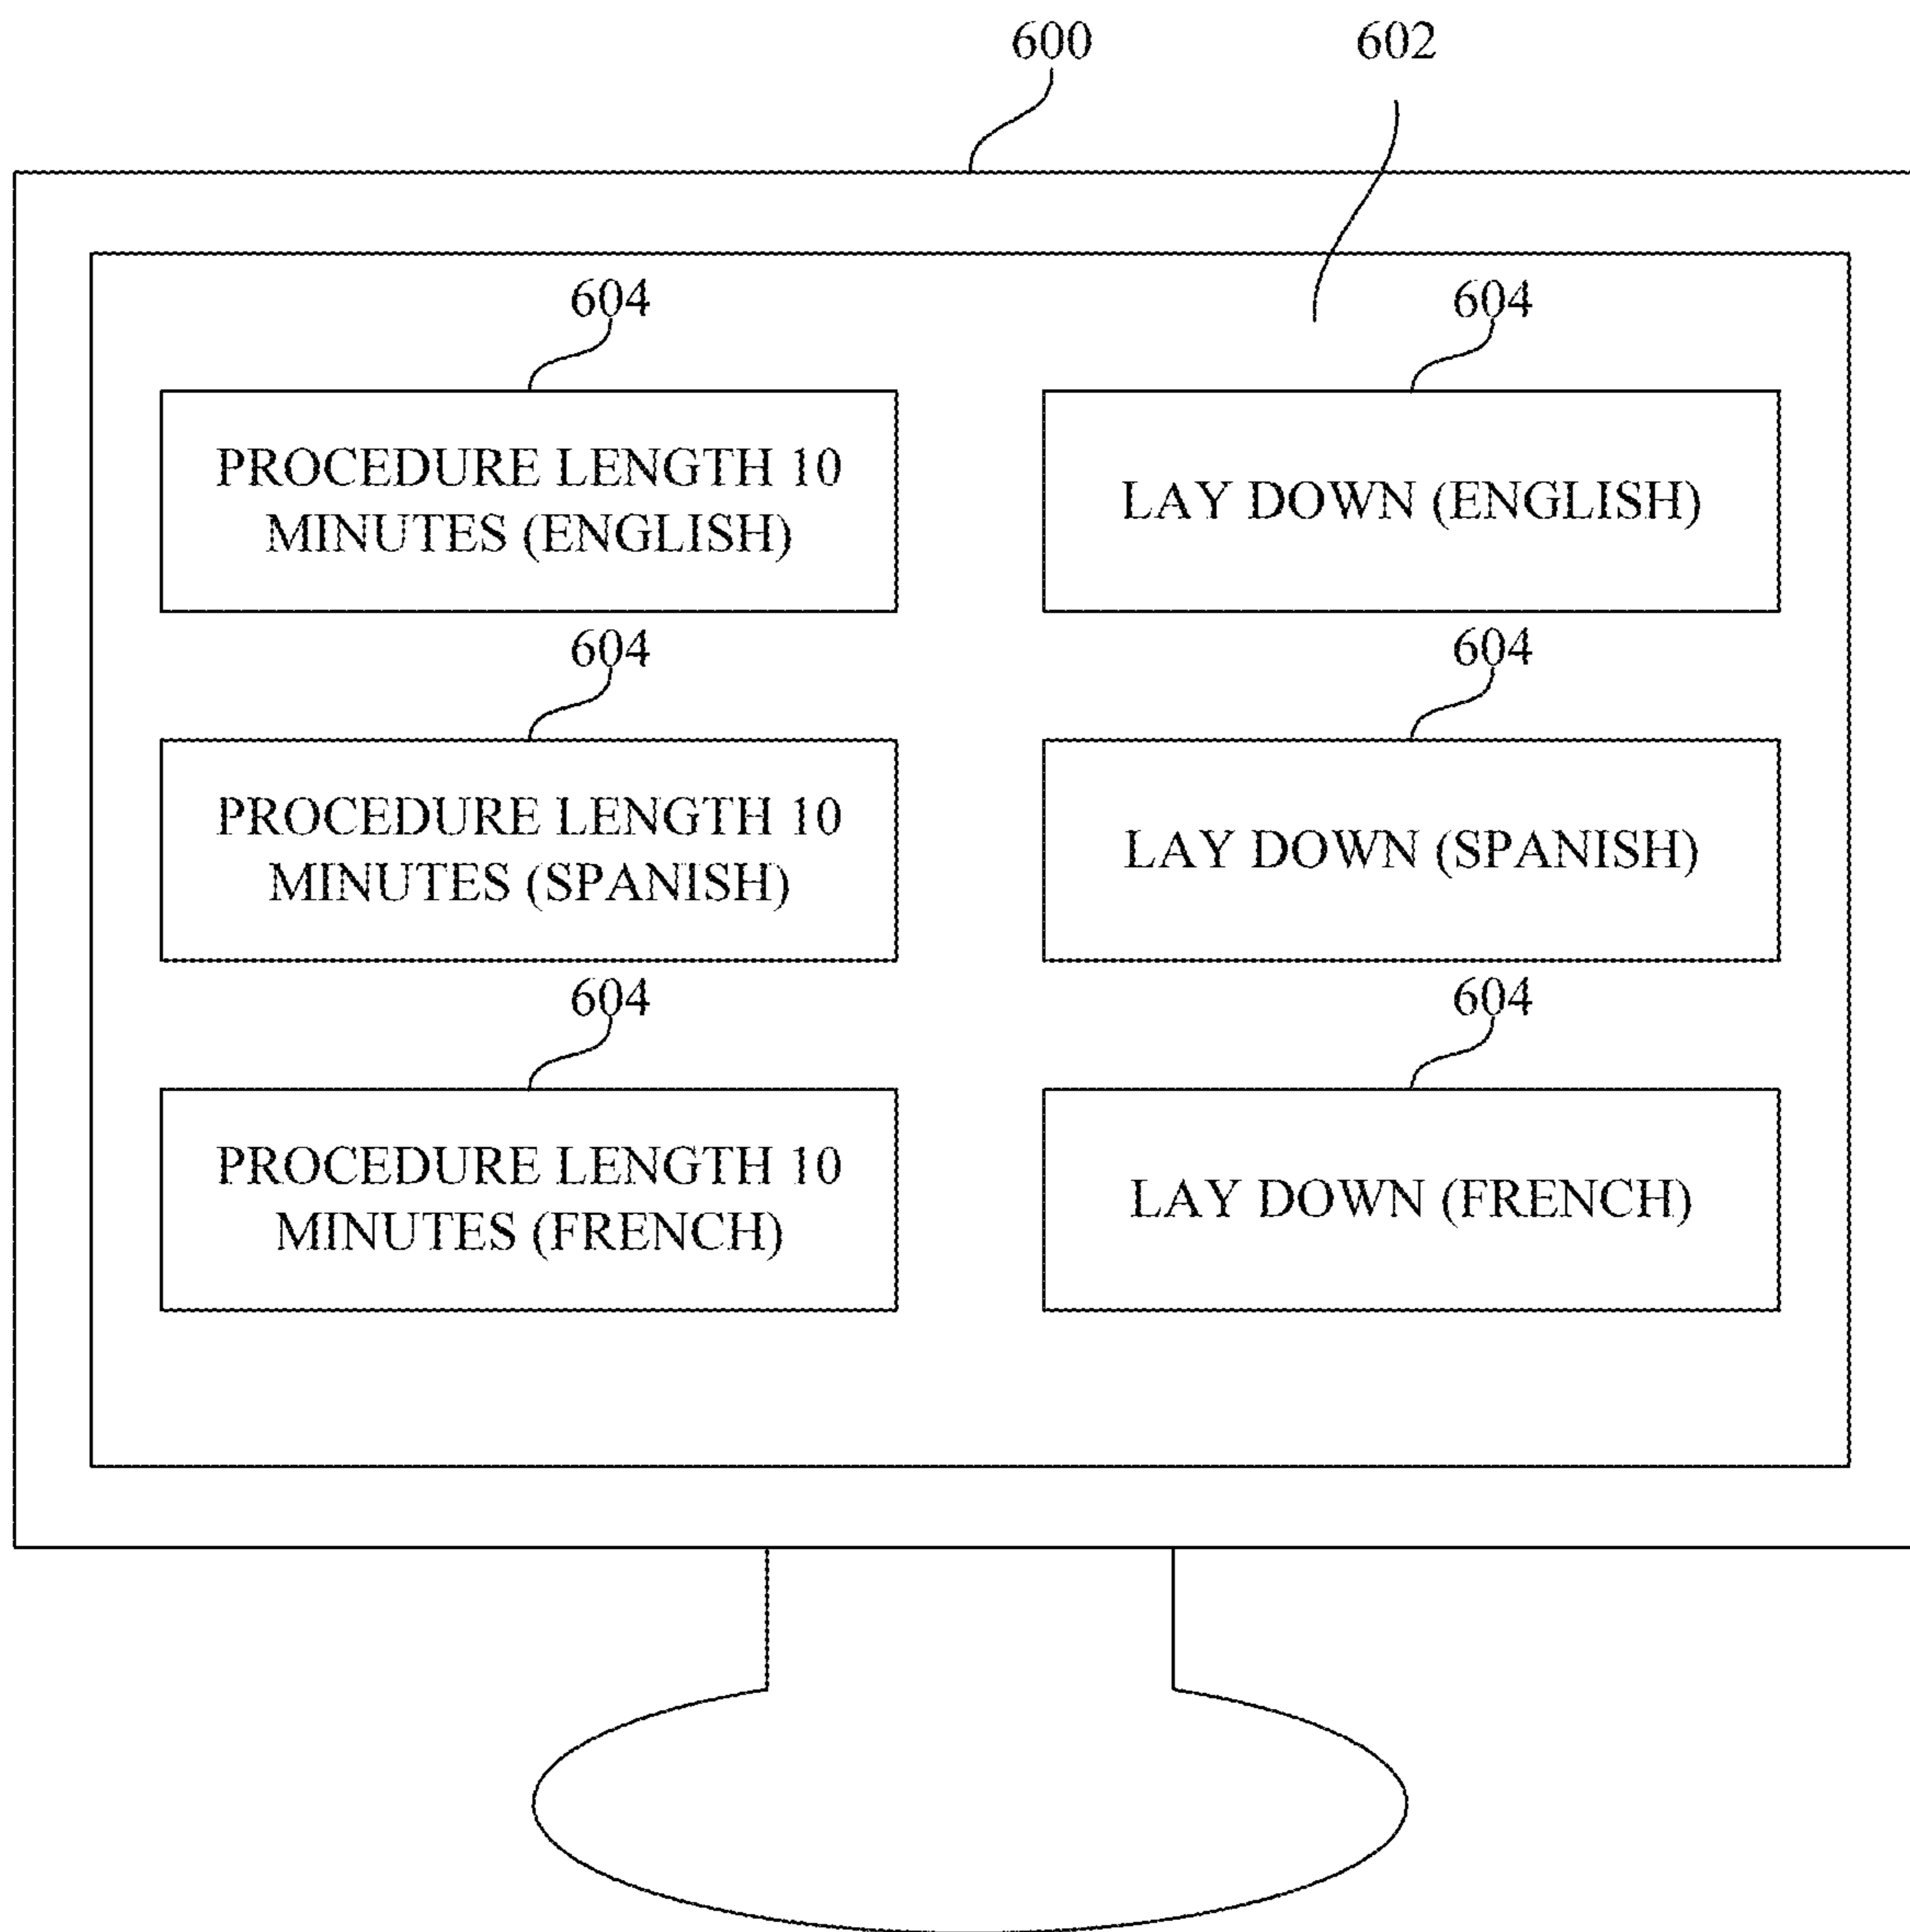 600
602
604
604
PROCEDURE LENGTH 10
MINUTES (ENGLISH)
LAY DOWN (ENGLISH)
604
604
PROCEDURE LENGTH 10
MINUTES (SPANISH)
LAY DOWN (SPANISH)
604
604
PROCEDURE LENGTH 10
MINUTES (FRENCH)
LAY DOWN (FRENCH)